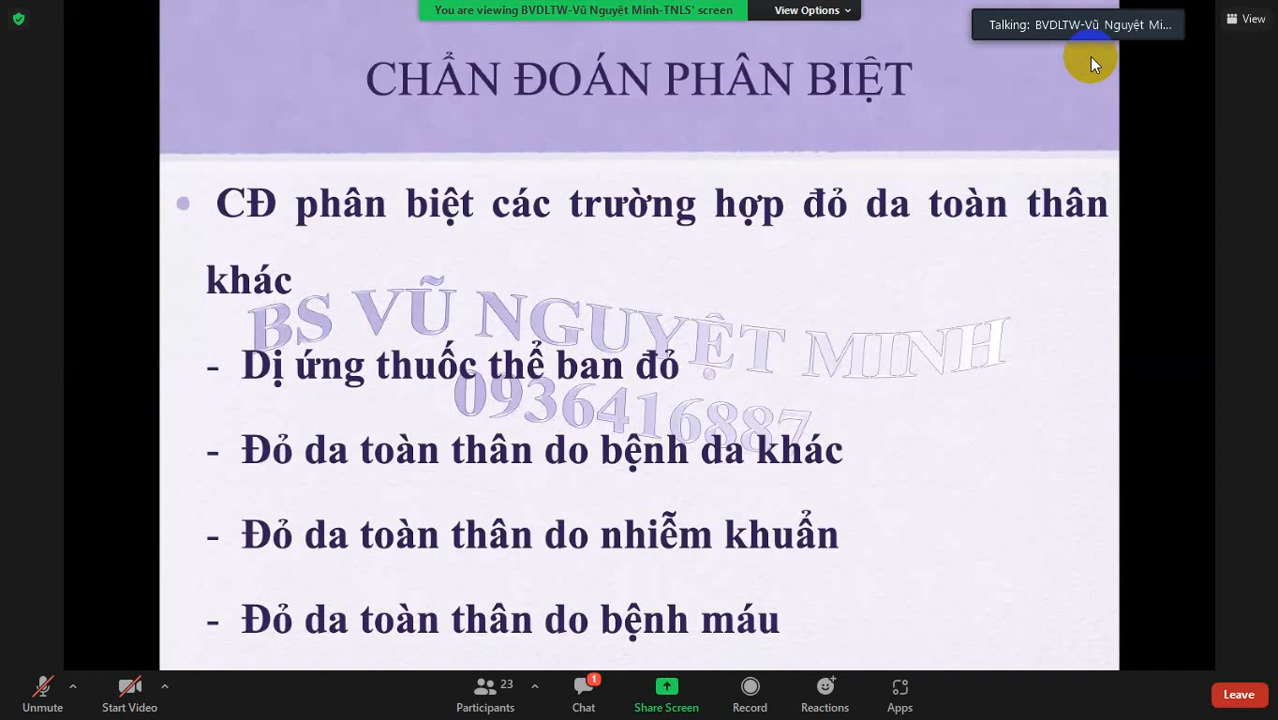 You are viewing BVDLTW-Vũ Nguyệt Minh-TNLS' screen
View Options
Talking: BVDLTW-Vũ Nguyệt Mi...
View
CHẨN ĐOÁN PHÂN BIỆT
CĐ phân biệt các trường hợp đỏ da toàn thân
khác
BS VŨ NGUYỆT MINH
- Dị ứng thuốc thể ban đỏ
0936416887
- Đỏ da toàn thân do bệnh da khác
- Đỏ da toàn thân do nhiễm khuẩn
- Đỏ da toàn thân do bệnh máu
Unmute
Start Video
23
Participants
1
Chat
Share Screen
Record
Reactions
Apps
Leave